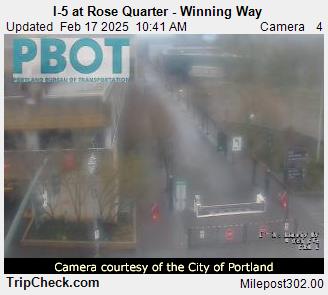 I-5 at Rose Quarter - Winning Way
Updated Feb 17 2025 10:41 AM Camera 4
PBOT
PORTLAND BUREAU OF TRANSPORTATION
Camera courtesy of the City of Portland
TripCheck.com Milepost302.00